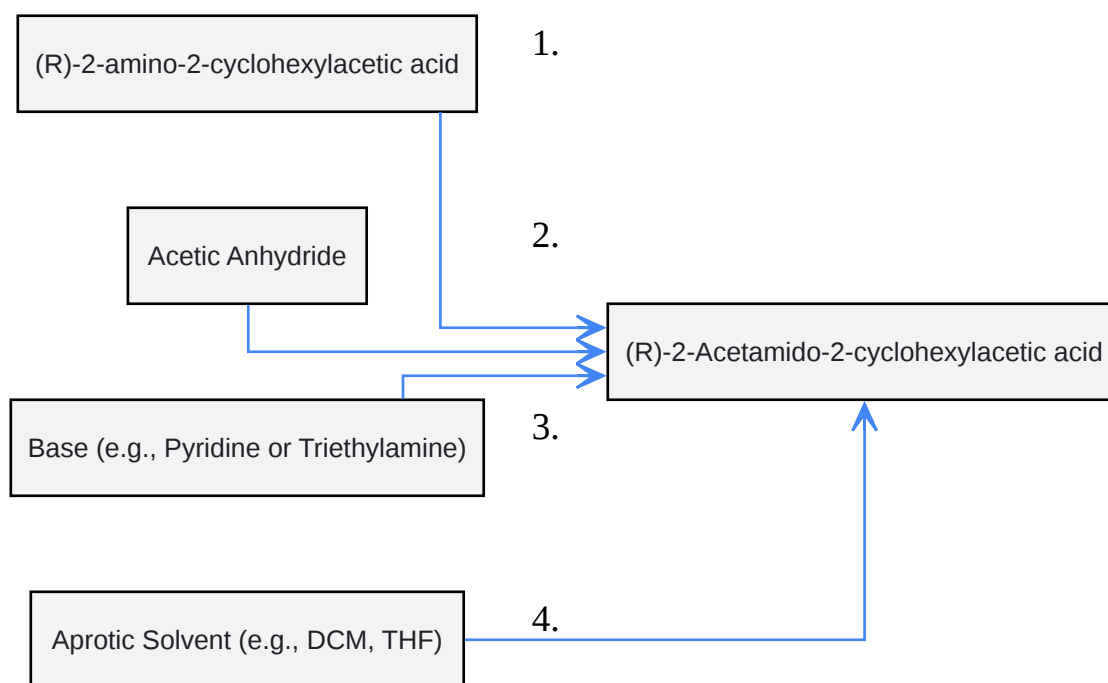 (R)-2-amino-2-cyclohexylacetic acid
1.
Acetic Anhydride
2.
(R)-2-Acetamido-2-cyclohexylacetic acid
Base (e.g., Pyridine or Triethylamine)
3.
Aprotic Solvent (e.g., DCM, THF)
4.